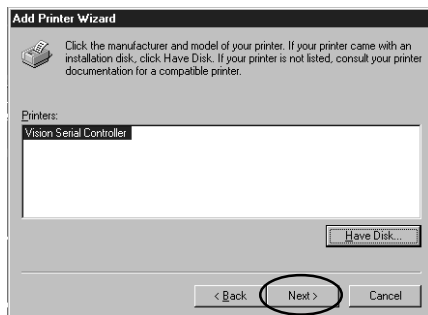 Add Printer Wizard
Click the manufacturer and model of your printer. If your printer came with an
installation disk, click Have Disk. If your printer is not listed, consult your printer
documentation for a compatible printer.
Printers:
Vision Serial Controller
Have Disk...
< Back Next > Cancel